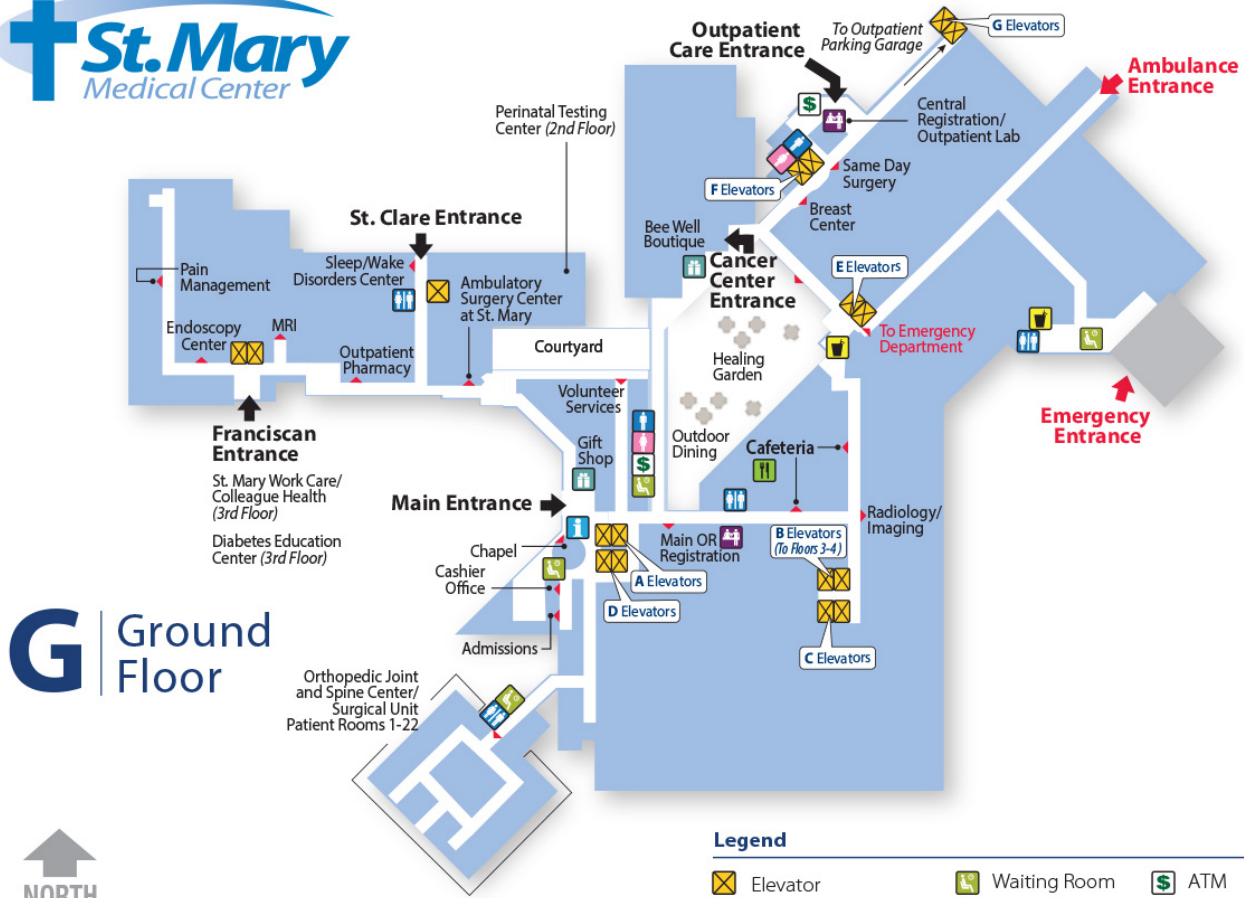 St. Mary
Medical Center
Outpatient
Care Entrance
To Outpatient
Parking Garage
G Elevators
Ambulance
Entrance
Perinatal Testing
Center (2nd Floor)
$
Central
Registration/
Outpatient Lab
Same Day
Surgery
F Elevators
Breast
Center
St. Clare Entrance
Bee Well
Boutique
Cancer
Center
Entrance
E Elevators
Sleep/Wake
Disorders Center
Pain
Management
Ambulatory
Surgery Center
at St. Mary
Endoscopy
Center
MRI
Outpatient
Pharmacy
Courtyard
Healing
Garden
To Emergency
Department
Emergency
Entrance
Volunteer
Services
Gift
Shop
$
Outdoor
Dining
Cafeteria
Franciscan
Entrance
St. Mary Work Care/
Colleague Health
(3rd Floor)
Diabetes Education
Center (3rd Floor)
Main Entrance
i
Chapel
Cashier
Office
Admissions
Main OR
Registration
A Elevators
D Elevators
B Elevators
(To Floors 3-4)
C Elevators
Radiology/
Imaging
G
Ground
Floor
Orthopedic Joint
and Spine Center/
Surgical Unit
Patient Rooms 1-22
NORTH
Legend
Elevator
Waiting Room
$ ATM